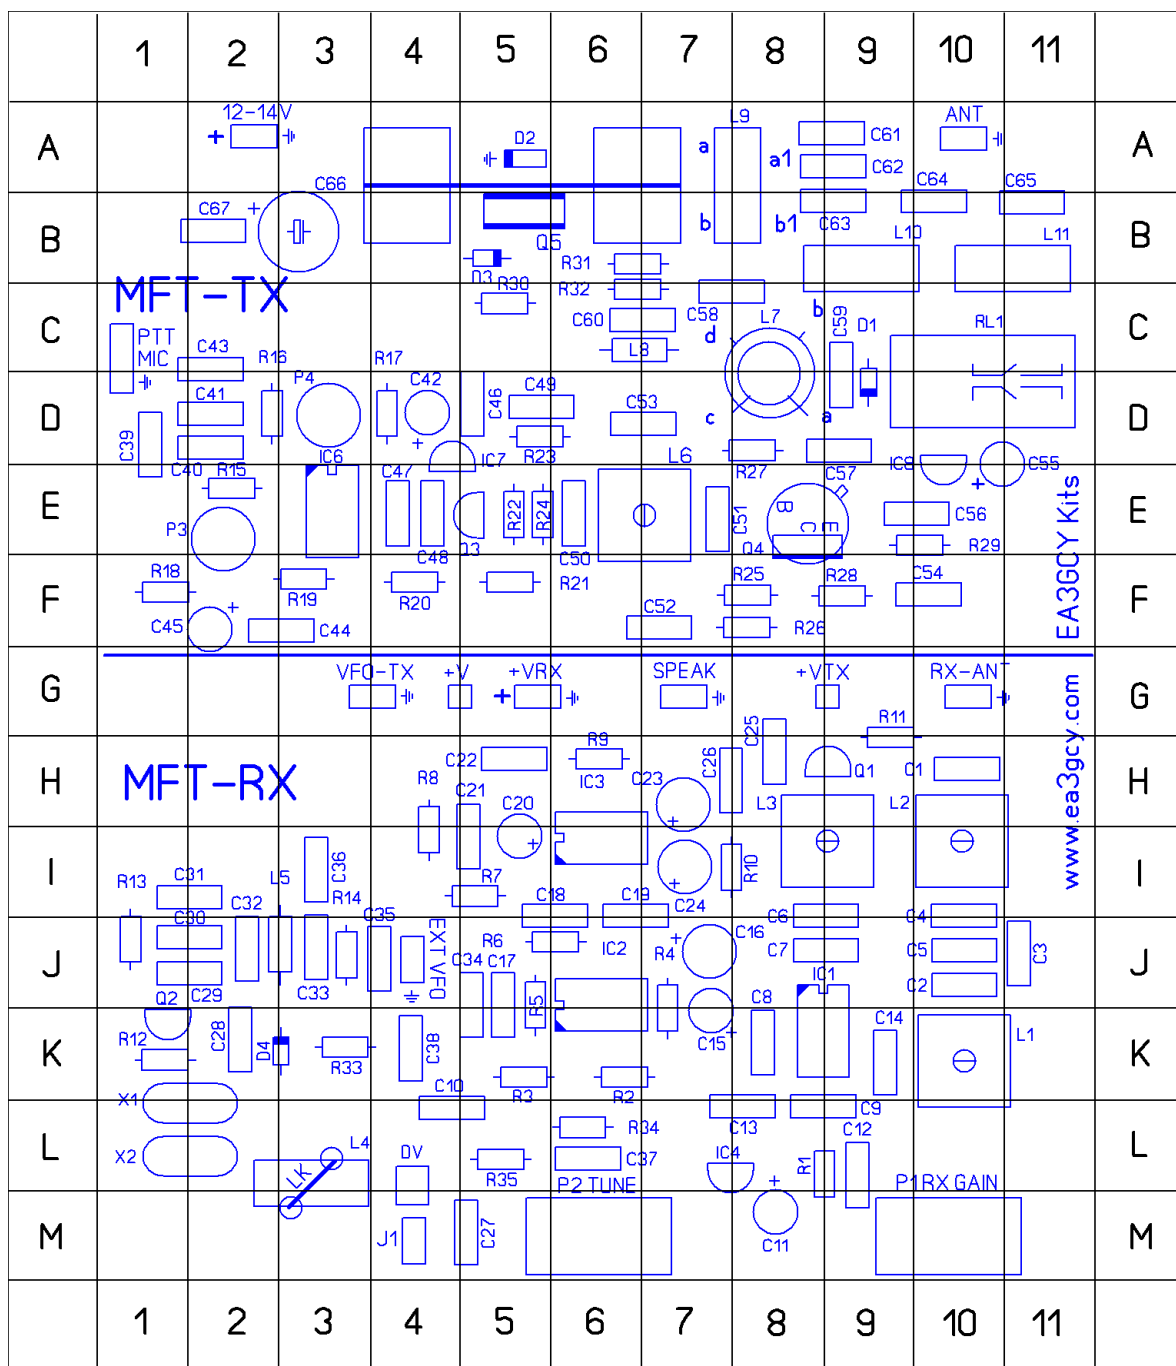 1 2 3 4 5 6 7 8 9 10 11
12-14V L9 ANT
+ D2 C61
A a a1 A
C62
C66 C64 C65
C67 + b b1 C63
B Q5 L10 L11 B
R31
D3
MFT-TX R30 R32
b
PTT C60 C58 L7 C59 D1 RL1
C C
MIC C43 R16 R17 d L8
P4 C42 C49
C41 C46 C53
D c a D
C39 +
C40 R15 IC6 IC7 R23 L6 R27 C57 IC8 C55
C47 +
E P3 R22 R24 C51 B C E C56 E
C48 Q3 C50 Q4 R29
R18 R19 R20 R21 R25 R28 C54
F + C52 F
C45 C44 R26
EA3GCY Kits
VFO-TX +V +VRX SPEAK +VTX RX-ANT
G + G
C25 R11
R9
C22 IC3 C26 Q1 C1
H MFT-RX R8 C23 H
C21 C20 + L3 L2
www.ea3gcy.com
+
I C36 + R10 I
R13 C31 L5 R14 R7
C32 C18 C19 C24 C6 C4
C30 C35 R6 C16
EXT VFO IC2 R4 + C7 C5 C3
J C34 C17 IC1 J
C29 C33 R5 C2
Q2 C8
R12 C28 D4 R33 C38 C15 + C14 L1
K K
R3 R2
X1 C10 C13 C9
R34
X2 L4 DV IC4 C12
L LK R35 C37 R1 L
P2 TUNE + P1RX GAIN
M J1 C27 C11 M
1 2 3 4 5 6 7 8 9 10 11